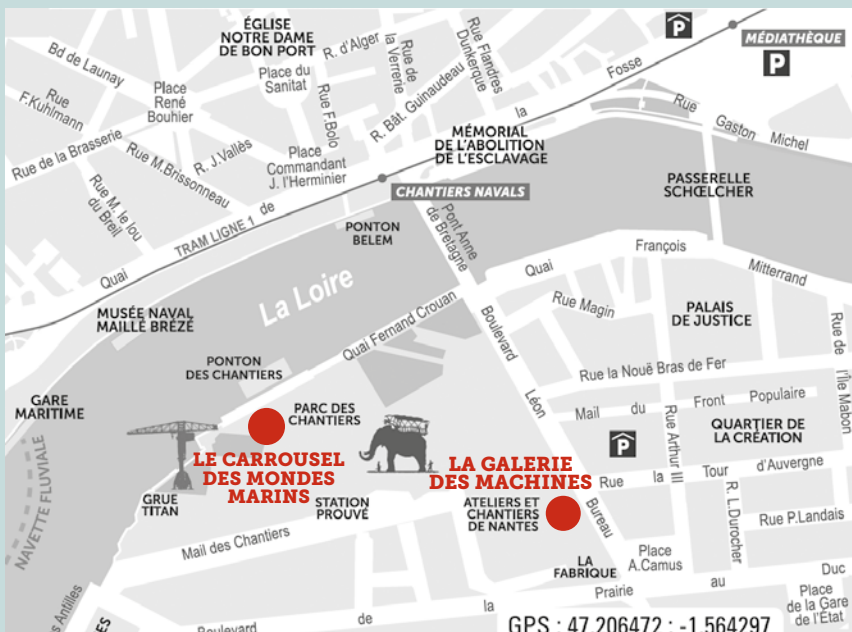 ÉGLISE
NOTRE DAME
DE BON PORT
R. d'Alger
Rue de
la Verrerie
Rue Flandres
Dunkerque
P
MÉDIATHÈQUE
P
Bd de Launay
Place du
Sanitat
Fosse
Rue
F.Kuhlmann
Place
René
Bouhier
Rue F.Bolo
R. Bât. Guinaudeau
la
Rue
Gaston
Michel
Rue de la Brasserie
Rue M.Brissonneau
R. J.Vallès
Place
Commandant
J. l'Herminier
MÉMORIAL
DE L'ABOLITION
DE L'ESCLAVAGE
Rue M. le lou
du Breil
CHANTIERS NAVALS
PASSERELLE
SCHŒLCHER
de
TRAM LIGNE 1
PONTON
BELEM
Pont Anne
de Bretagne
Quai
François
Mitterrand
Quai
La Loire
MUSÉE NAVAL
MAILLÉ BRÉZÉ
Quai Fernand Crouan
Boulevard
Rue Magin
PALAIS
DE JUSTICE
Rue de
l'Île Mabon
PONTON
DES CHANTIERS
Rue la Nouë Bras de Fer
Léon
GARE
MARITIME
PARC DES
CHANTIERS
Mail du Front Populaire
Rue Arthur III
QUARTIER DE
LA CRÉATION
P
LE CARROUSEL
DES MONDES
MARINS
LA GALERIE
DES MACHINES
Rue la Tour d'Auvergne
NAVETTE FLUVIALE
GRUE
TITAN
STATION
PROUVÉ
ATELIERS ET
CHANTIERS
DE NANTES
Bureau
R. L.Durocher
Rue P.Landais
Mail des Chantiers
LA
FABRIQUE
Place
A.Camus
Prairie au Duc
Place
de la Gare
de l'État
s Antilles
ES
Boulevard de la
GPS : 47.206472 ; -1.564297